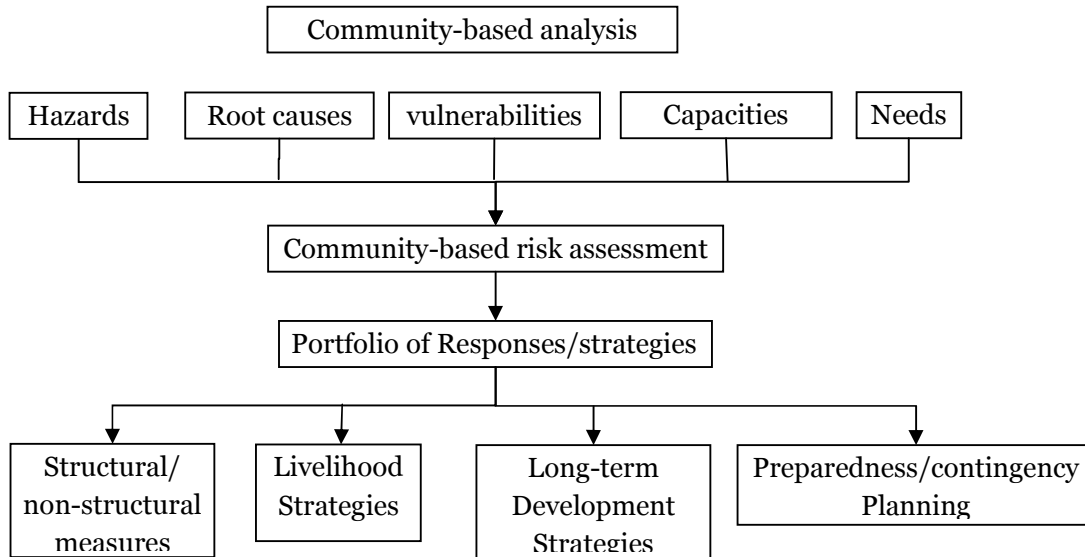 Community-based analysis
Hazards
Root causes
vulnerabilities
Capacities
Needs
Community-based risk assessment
Portfolio of Responses/strategies
Structural/
non-structural
measures
Livelihood
Strategies
Long-term
Development
Strategies
Preparedness/contingency
Planning